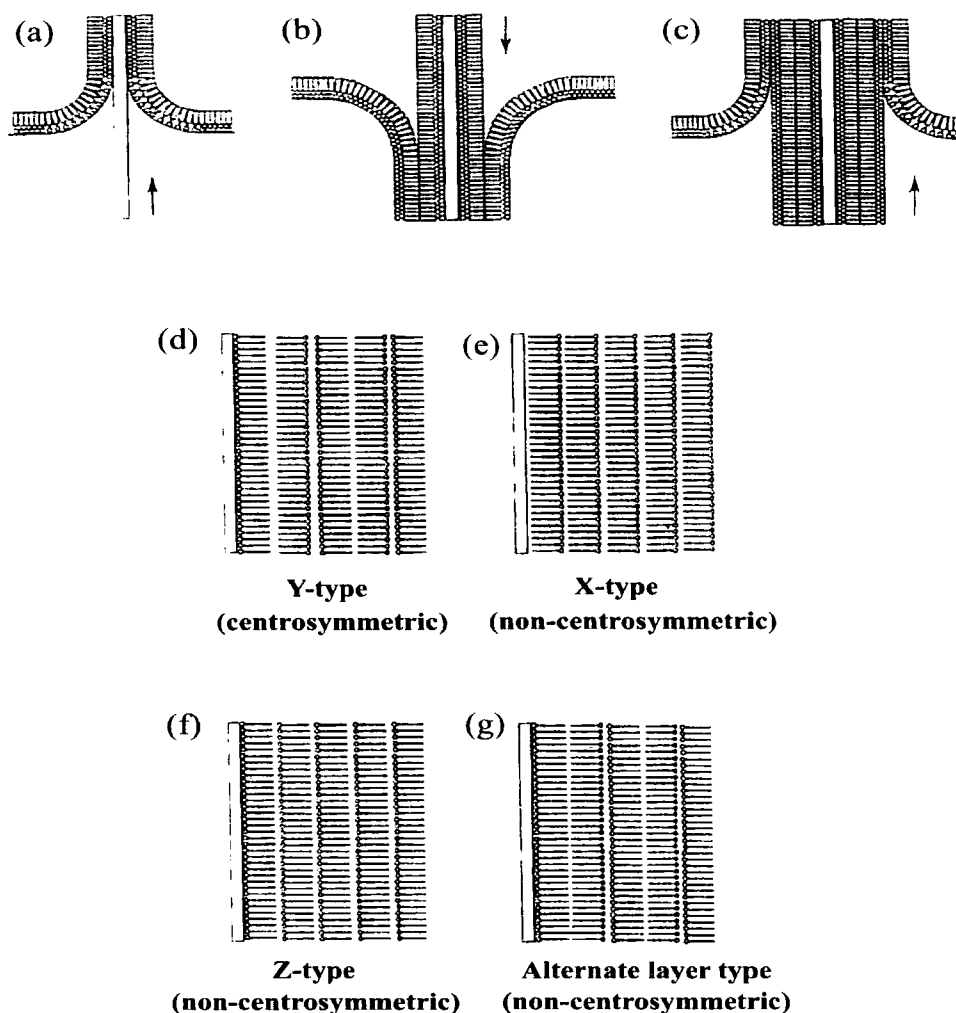 (a)
(b)
(c)
(d)
(e)
Y-type
(centrosymmetric)
X-type
(non-centrosymmetric)
(f)
(g)
Z-type
(non-centrosymmetric)
Alternate layer type
(non-centrosymmetric)